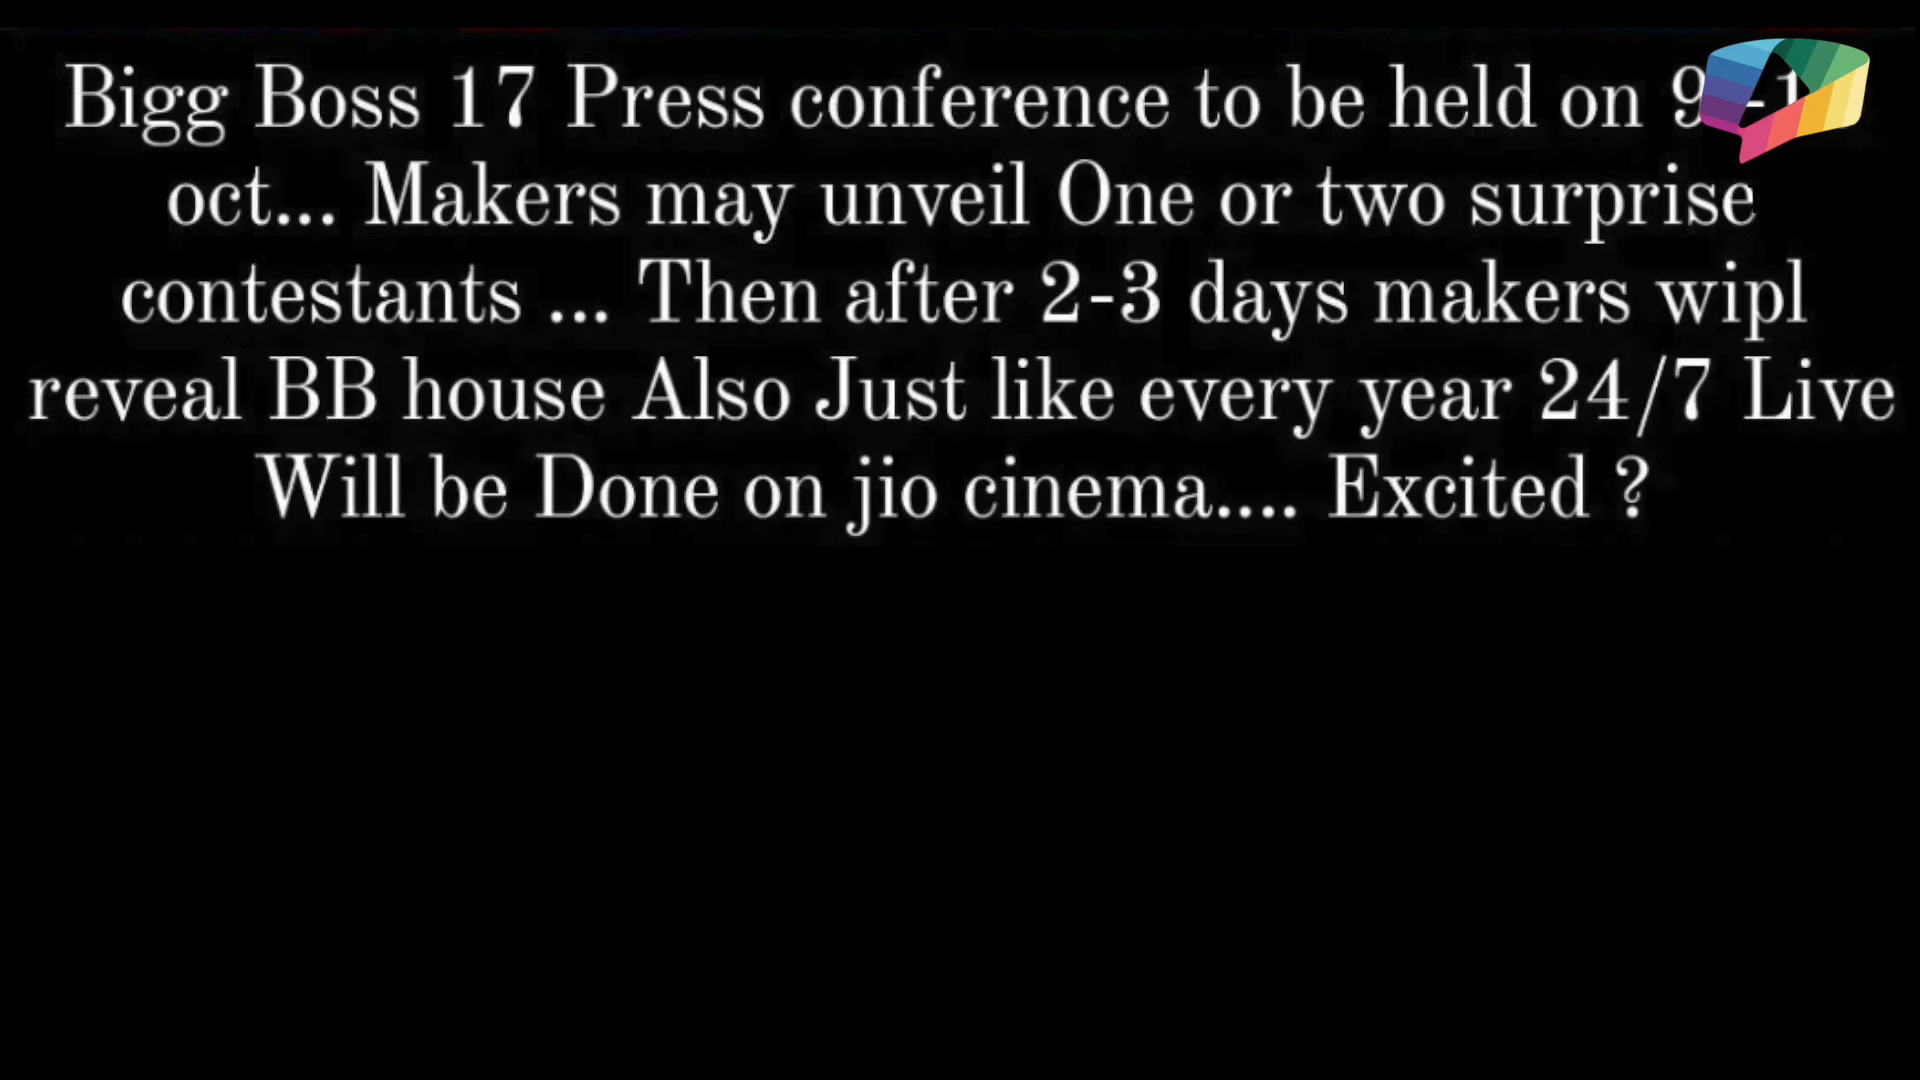 Bigg Boss 17 Press conference to be held on
oct... Makers may unveil One or two surprise
contestants ... Then after 2-3 days makers wipl
reveal BB house Also Just like every year 24/7 Live
Will be Done on jio cinema.... Excited ?